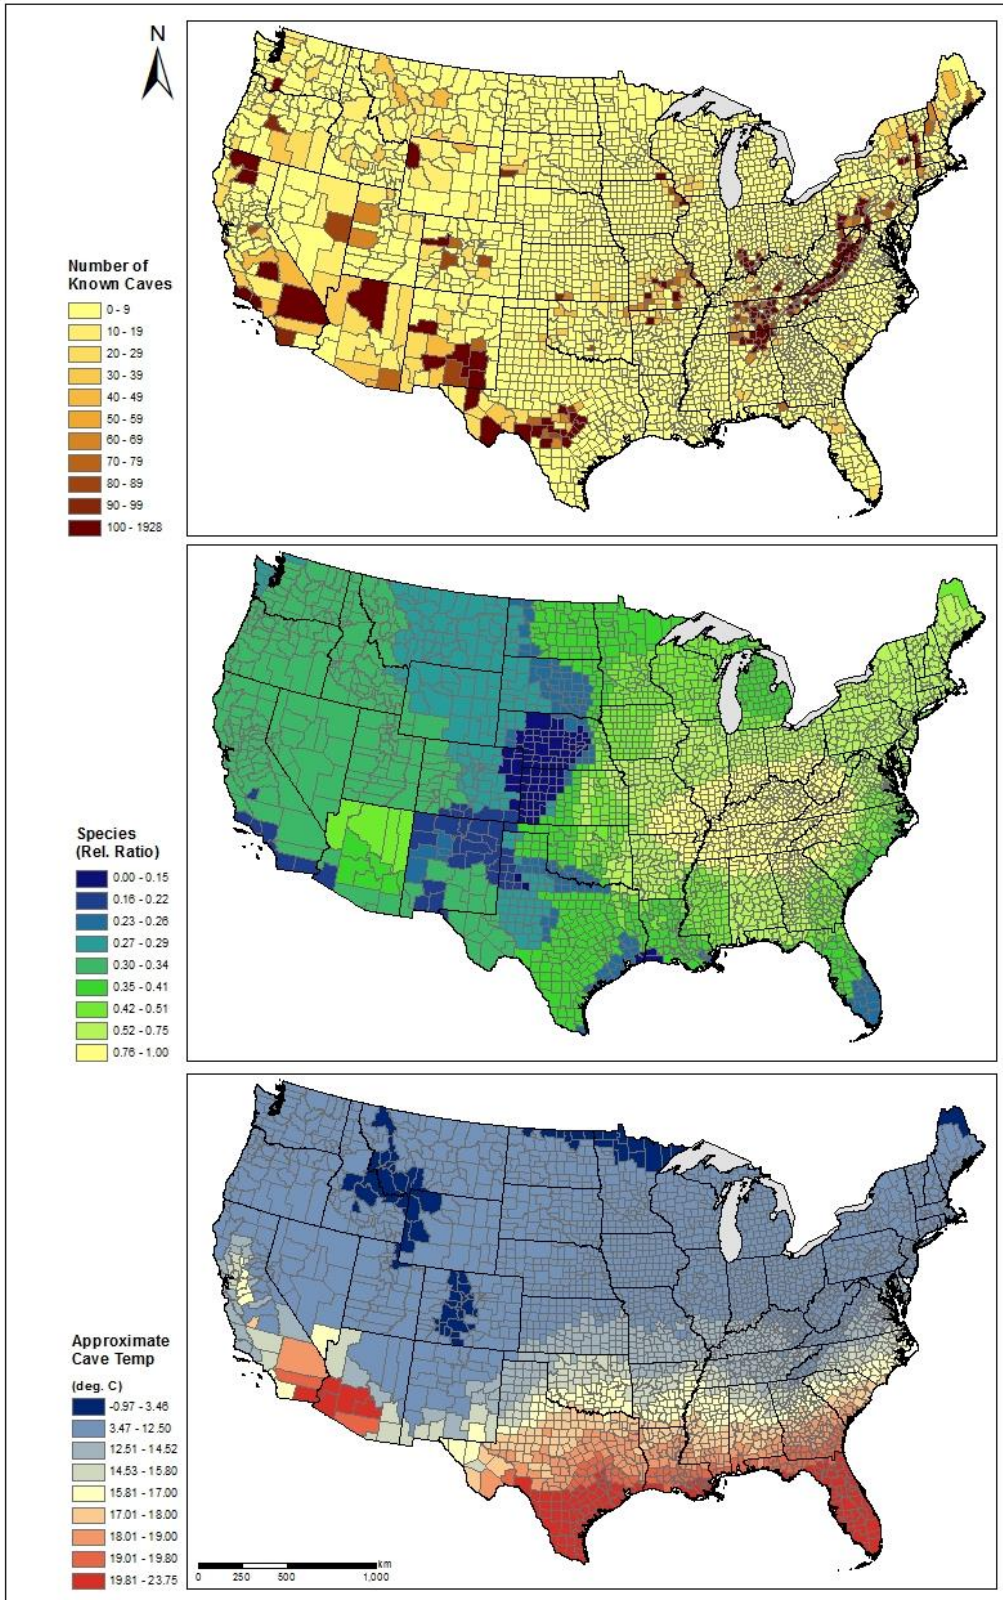 N
Number of
Known Caves
0 - 9
10 - 19
20 - 29
30 - 39
40 - 49
50 - 59
60 - 69
70 - 79
80 - 89
90 - 99
100 - 1928
Species
(Rel. Ratio)
0.00 - 0.15
0.16 - 0.22
0.23 - 0.26
0.27 - 0.29
0.30 - 0.34
0.35 - 0.41
0.42 - 0.51
0.52 - 0.75
0.76 - 1.00
Approximate
Cave Temp
(deg. C)
-0.97 - 3.46
3.47 - 12.50
12.51 - 14.52
14.53 - 15.80
15.81 - 17.00
17.01 - 18.00
18.01 - 19.00
19.01 - 19.80
19.81 - 23.75
km
0 250 500 1,000